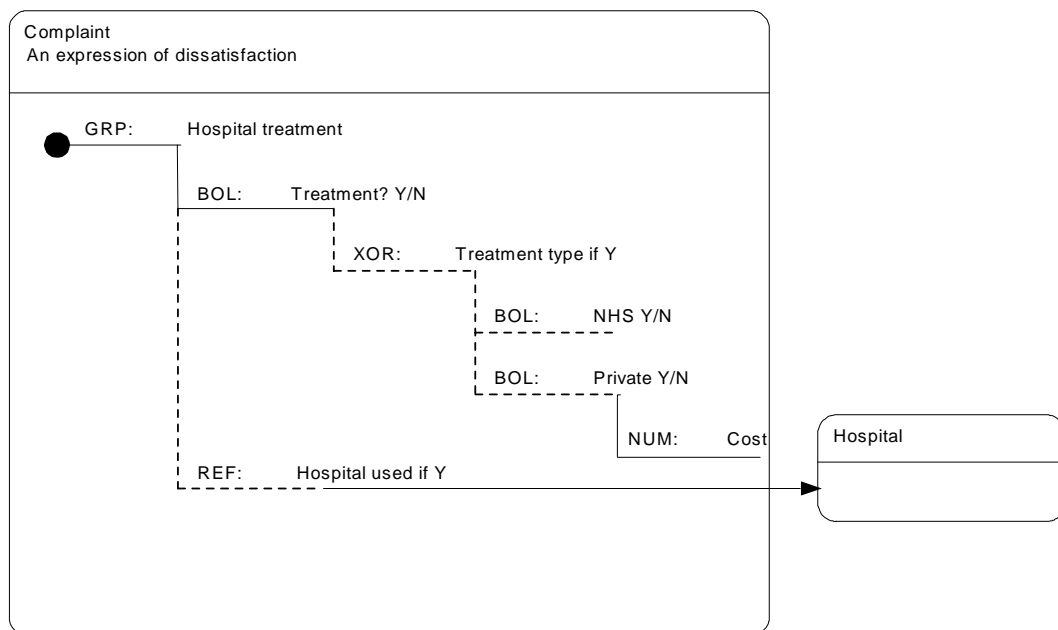 Complaint
An expression of dissatisfaction
GRP: Hospital treatment
BOL: Treatment? Y/N
XOR: Treatment type if Y
BOL: NHS Y/N
BOL: Private Y/N
NUM: Cost
REF: Hospital used if Y
Hospital